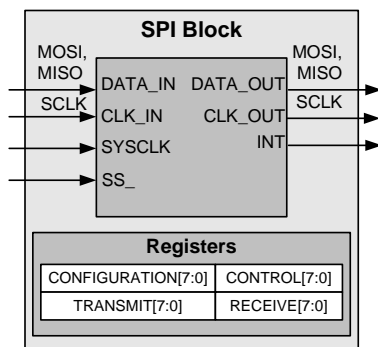 SPI Block
MOSI, MOSI,
MISO MISO
DATA_IN DATA_OUT
SCLK SCLK
CLK_IN CLK_OUT
SYSCLK INT
SS_
Registers
CONFIGURATION[7:0] CONTROL[7:0]
TRANSMIT[7:0] RECEIVE[7:0]